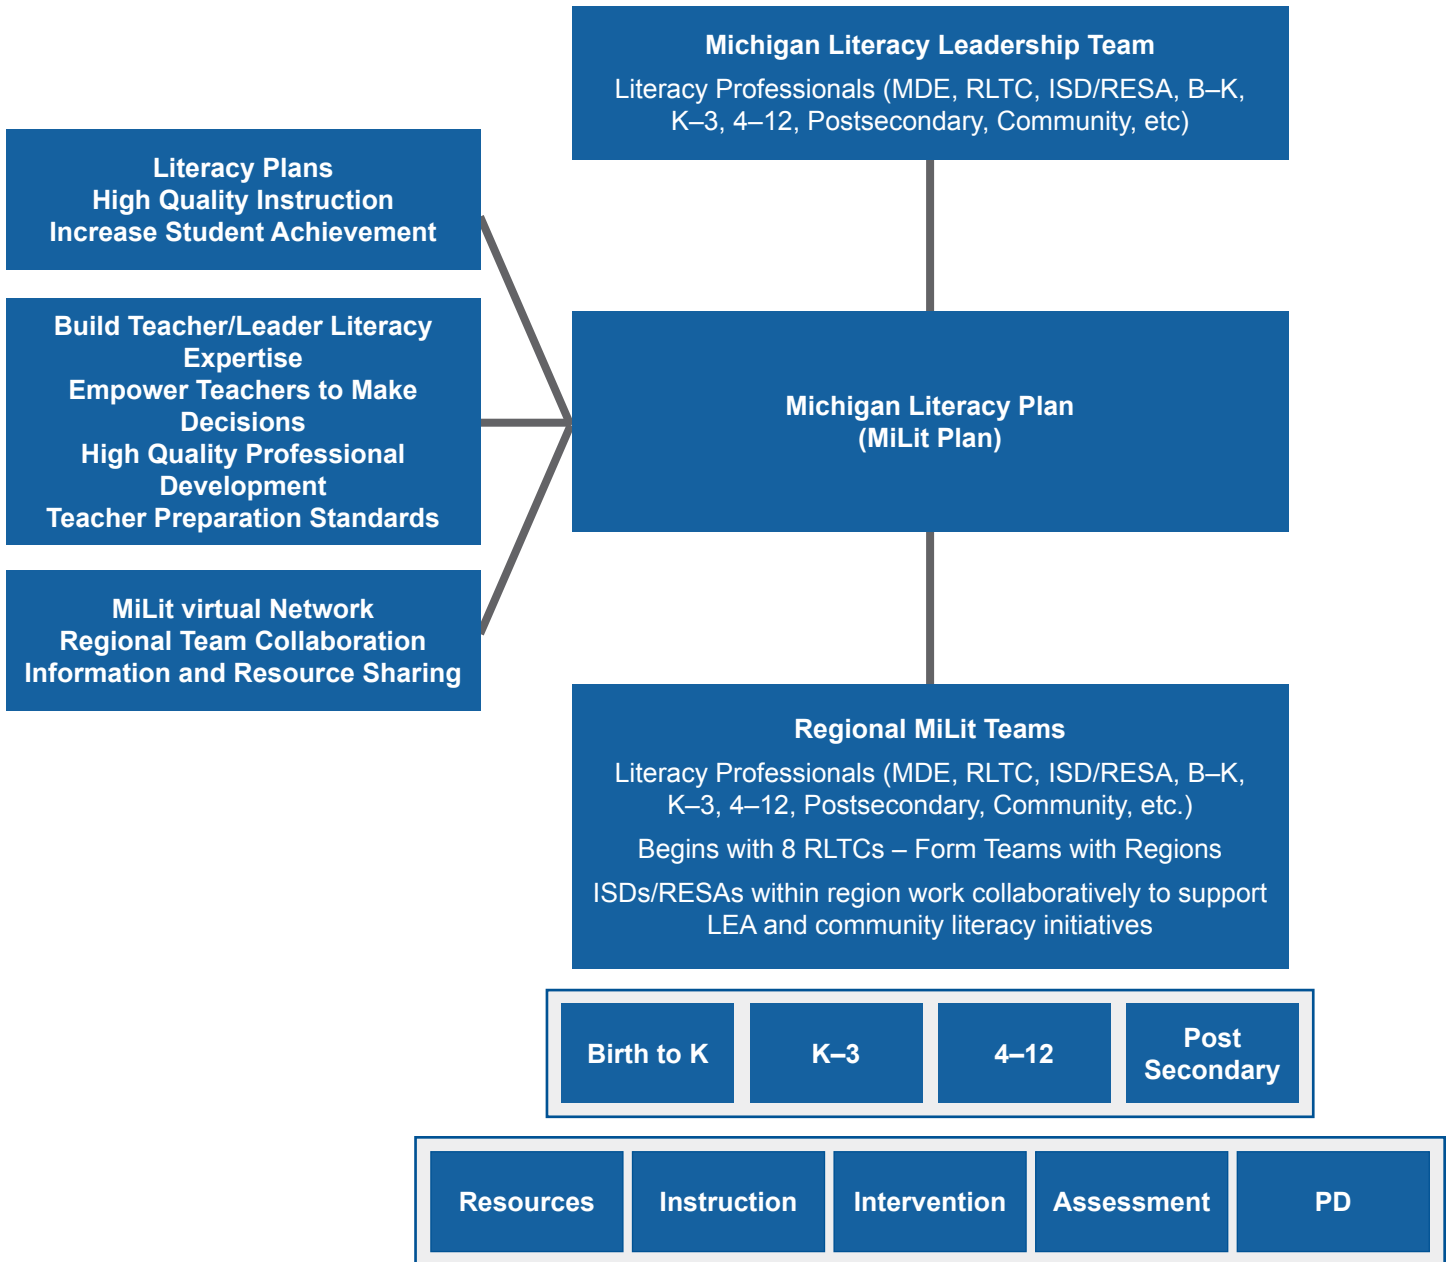 Michigan Literacy Leadership Team
Literacy Professionals (MDE, RLTC, ISD/RESA, B–K,
K–3, 4–12, Postsecondary, Community, etc)
Literacy Plans
High Quality Instruction
Increase Student Achievement
Build Teacher/Leader Literacy
Expertise
Empower Teachers to Make
Decisions
High Quality Professional
Development
Teacher Preparation Standards
MiLit virtual Network
Regional Team Collaboration
Information and Resource Sharing
Michigan Literacy Plan
(MiLit Plan)
Regional MiLit Teams
Literacy Professionals (MDE, RLTC, ISD/RESA, B–K,
K–3, 4–12, Postsecondary, Community, etc.)
Begins with 8 RLTCs – Form Teams with Regions
ISDs/RESAs within region work collaboratively to support
LEA and community literacy initiatives
Birth to K
K–3
4–12
Post
Secondary
Resources
Instruction
Intervention
Assessment
PD